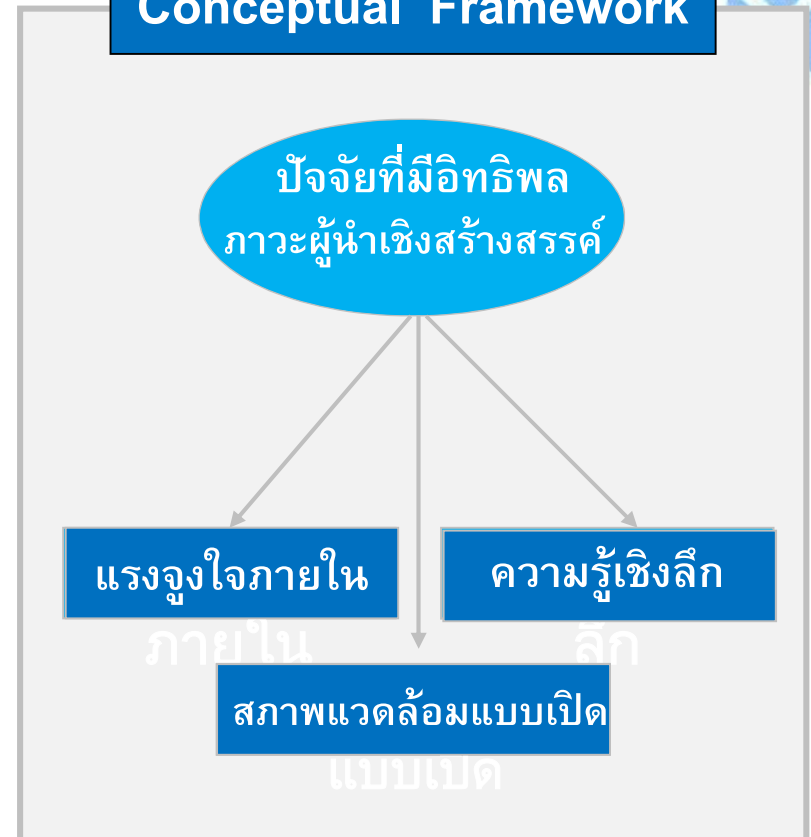 Conceptual Framework
ปัจจัยที่มีอิทธิพล
ภาวะผู้นำเชิงสร้างสรรค์
แรงจูงใจภายใน
ความรู้เชิงลึก
ภายใน
ลึก
สภาพแวดล้อมแบบเปิด
แบบเปิด